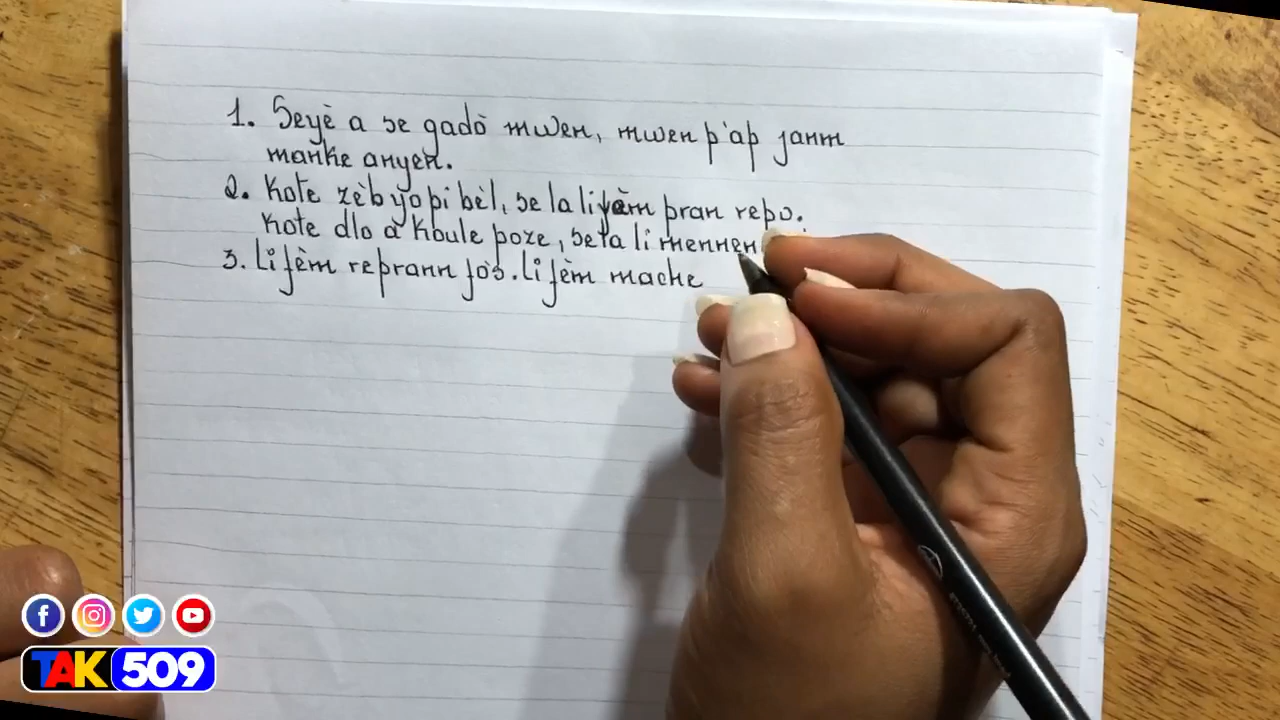 1. Seyè a se gadò mwen, mwen p'ap janm
manke anyen.
2. Kote zèb yo pi bèl, se la li fèm pran repo.
Kote dlo a koule poze, se la li mennen
3. Li fèm reprann fòs. Li fèm mache
TAK 509